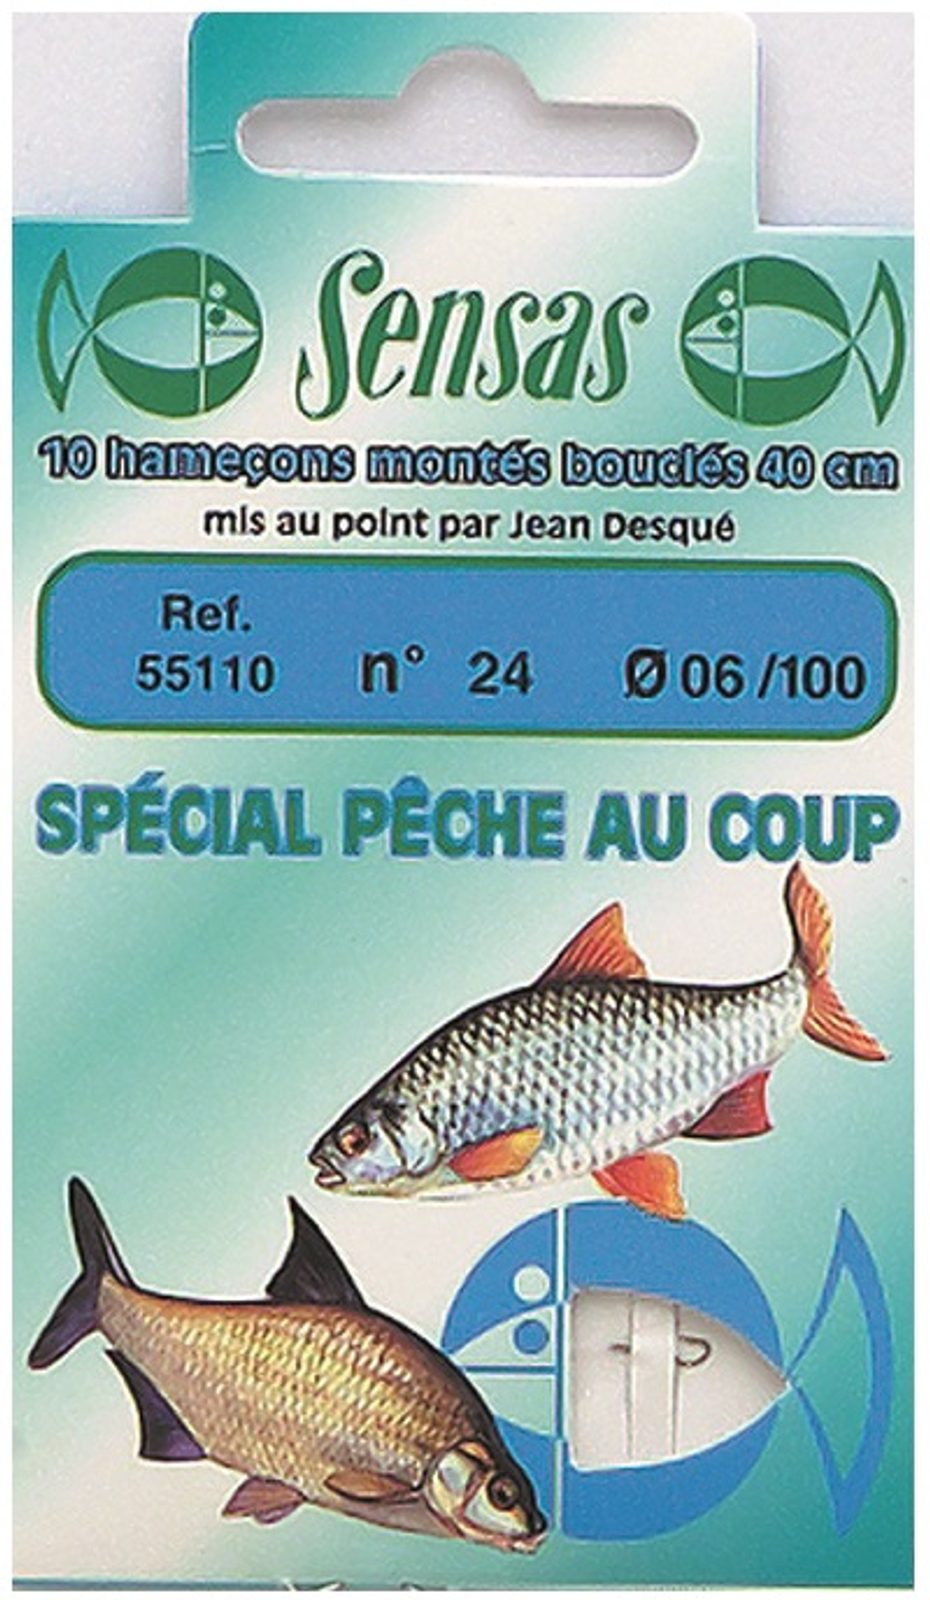 Sensas
10 hameçons montés bouclés 40 cm
mis au point par Jean Desqué
Ref.
55110 n° 24 Ø 06 /100
SPÉCIAL PÊCHE AU COUP